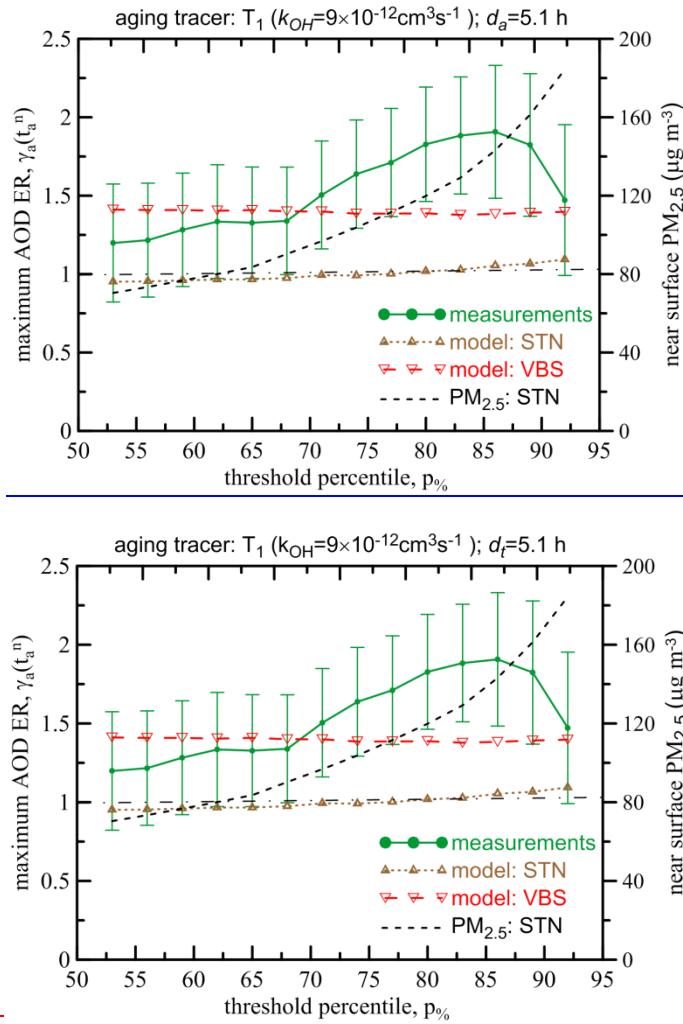 aging tracer: T₁ (k_OH=9×10⁻¹²cm³s⁻¹ ); d_a=5.1 h
2.5
2
1.5
1
0.5
0
maximum AOD ER, γₐ(tₐⁿ)
200
160
120
80
40
0
near surface PM₂.₅ (μg m⁻³)
measurements
model: STN
model: VBS
PM₂.₅: STN
50 55 60 65 70 75 80 85 90 95
threshold percentile, p%
aging tracer: T₁ (k_OH=9×10⁻¹²cm³s⁻¹ ); d_t=5.1 h
2.5
2
1.5
1
0.5
0
maximum AOD ER, γₐ(tₐⁿ)
200
160
120
80
40
0
near surface PM₂.₅ (μg m⁻³)
measurements
model: STN
model: VBS
PM₂.₅: STN
50 55 60 65 70 75 80 85 90 95
threshold percentile, p%